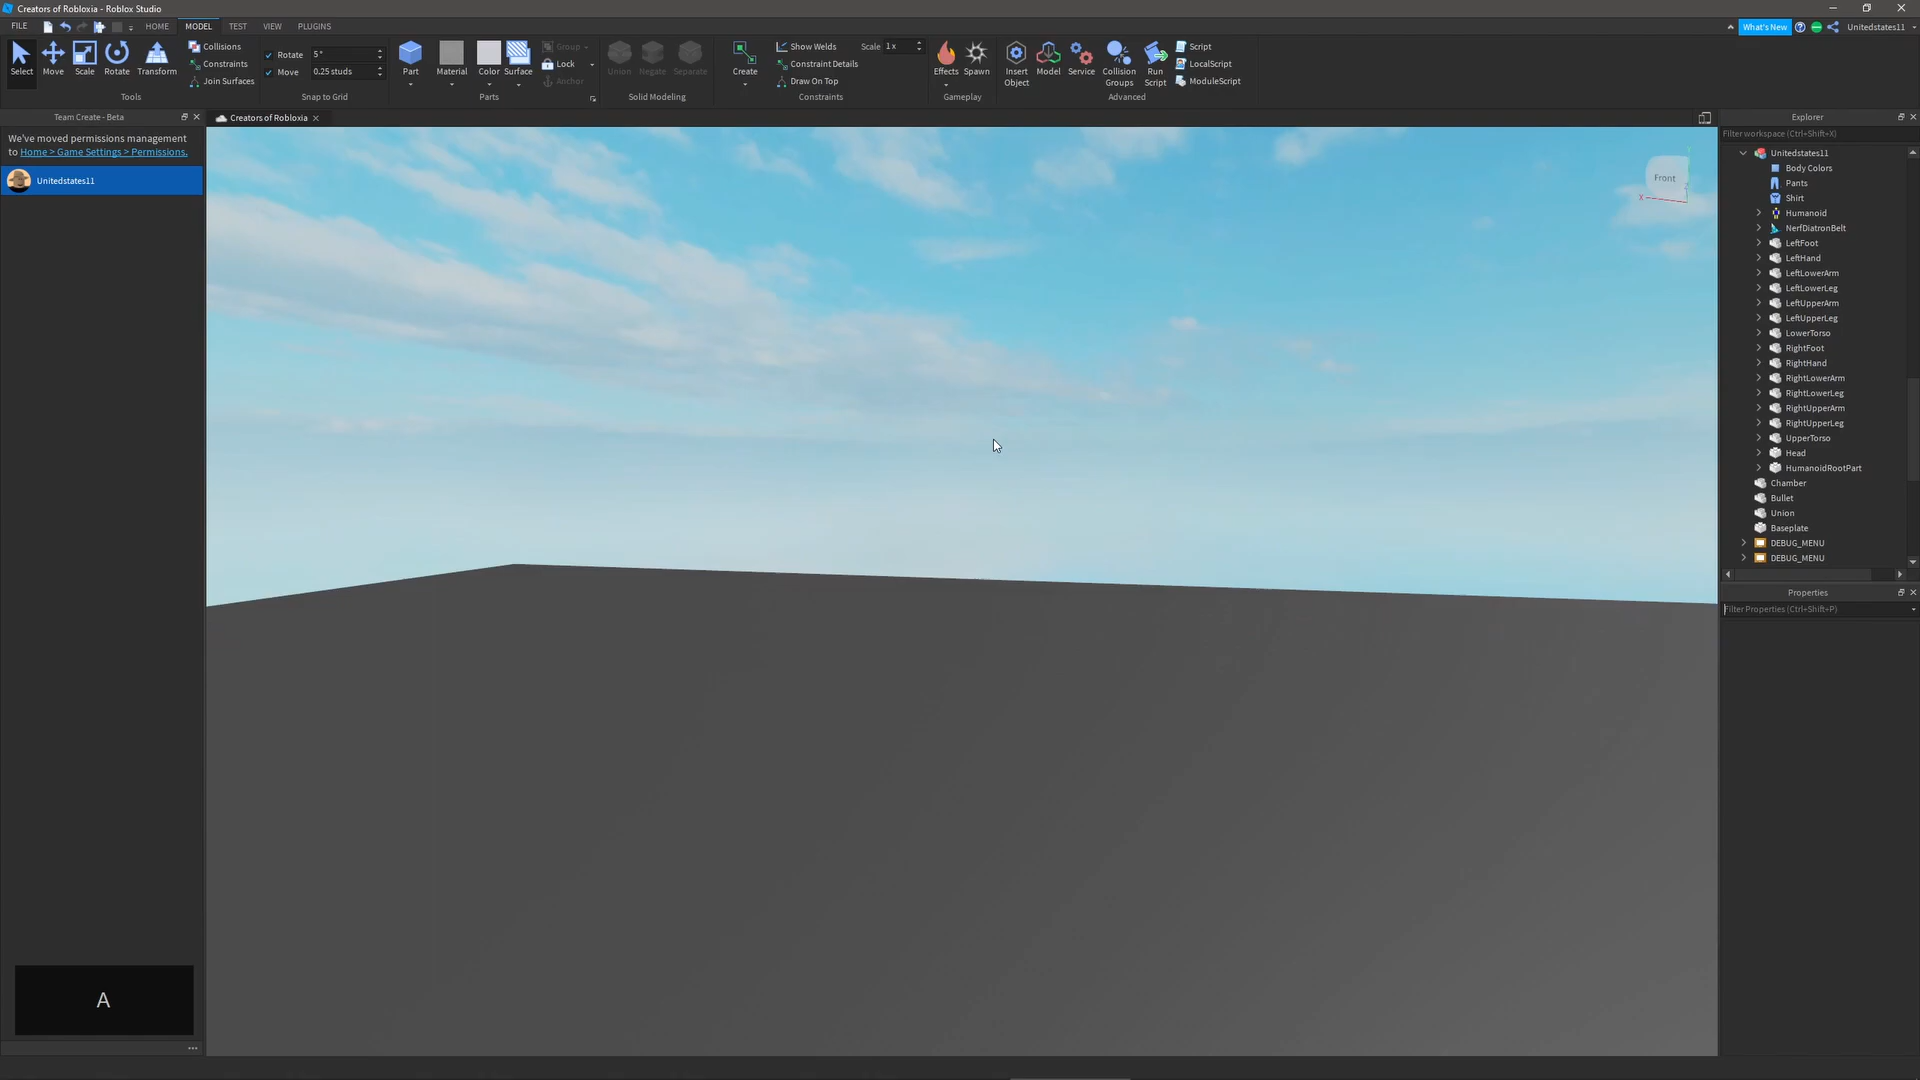 Creators of Robloxia - Roblox Studio
FILE HOME MODEL TEST VIEW PLUGINS What's New Unitedstates11
Select Move Scale Rotate Transform
Collisions
Constraints
Join Surfaces
Tools
Rotate 5°
Move 0.25 studs
Snap to Grid
Part Material Color Surface
Group
Lock
Anchor
Parts
Union Negate Separate
Solid Modeling
Create
Show Welds Scale 1 x
Constraint Details
Draw On Top
Constraints
Effects Spawn
Gameplay
Insert Object
Model
Service
Collision Groups
Run Script
Script
LocalScript
ModuleScript
Advanced
Team Create - Beta
We've moved permissions management
to Home > Game Settings > Permissions.
Unitedstates11
A
Creators of Robloxia
Front
X
Explorer
Filter workspace (Ctrl+Shift+X)
Unitedstates11
Body Colors
Pants
Shirt
Humanoid
NerfDiatronBelt
LeftFoot
LeftHand
LeftLowerArm
LeftLowerLeg
LeftUpperArm
LeftUpperLeg
LowerTorso
RightFoot
RightHand
RightLowerArm
RightLowerLeg
RightUpperArm
RightUpperLeg
UpperTorso
Head
HumanoidRootPart
Chamber
Bullet
Union
Baseplate
DEBUG_MENU
DEBUG_MENU
Properties
Filter Properties (Ctrl+Shift+P)